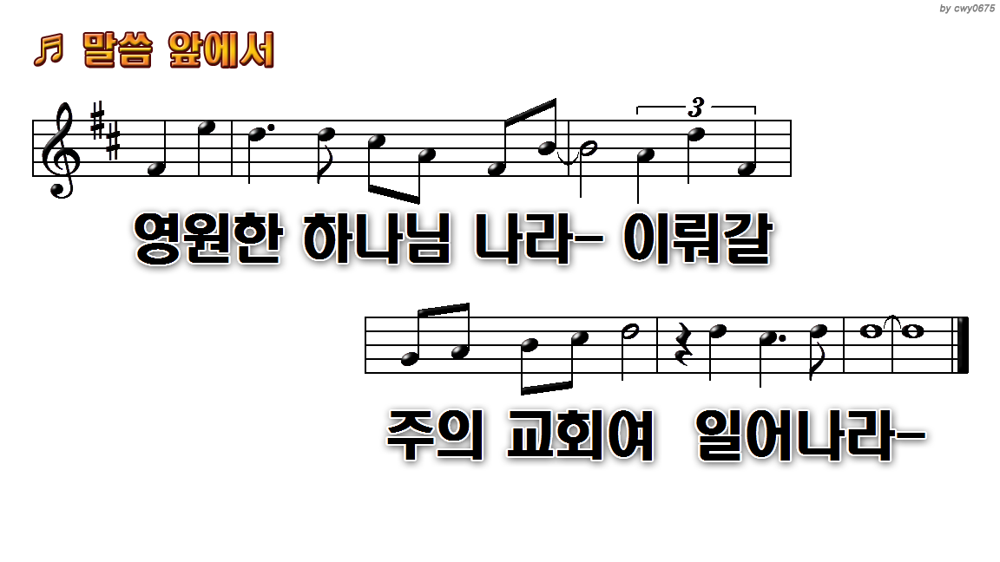 by cwy0675
♬ 말씀 앞에서
3
영원한 하나님 나라- 이뤄갈
주의 교회여 일어나라-